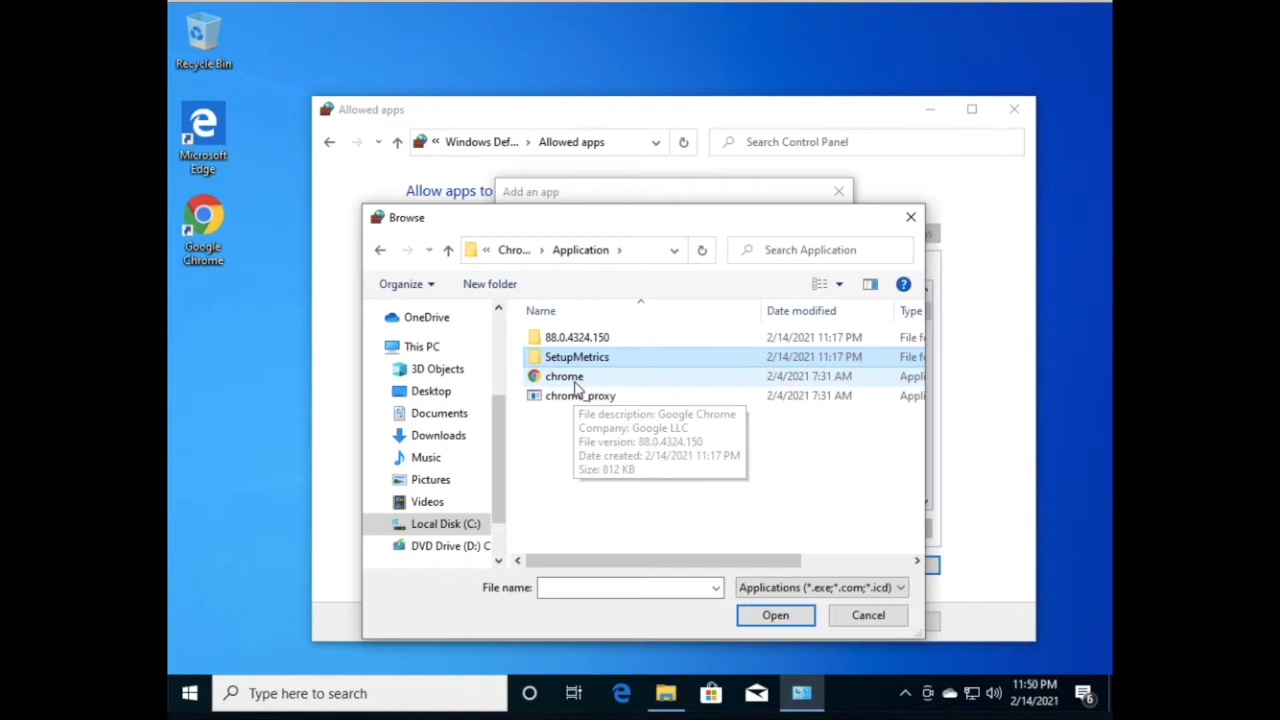 Recycle Bin
Microsoft
Edge
Google
Chrome
Allowed apps
« Windows Def... › Allowed apps
Search Control Panel
Allow apps to
Add an app
Browse
« Chro... › Application ›
Search Application
Organize
New folder
Name
Date modified
Type
OneDrive
This PC
3D Objects
Desktop
Documents
Downloads
Music
Pictures
Videos
Local Disk (C:)
DVD Drive (D:) C
88.0.4324.150 2/14/2021 11:17 PM File f
SetupMetrics 2/14/2021 11:17 PM File f
chrome 2/4/2021 7:31 AM Appli
chrome_proxy 2/4/2021 7:31 AM Appli
File description: Google Chrome
Company: Google LLC
File version: 88.0.4324.150
Date created: 2/14/2021 11:17 PM
Size: 812 KB
File name:
Applications (*.exe;*.com;*.icd)
Open
Cancel
Type here to search
11:50 PM
2/14/2021
6